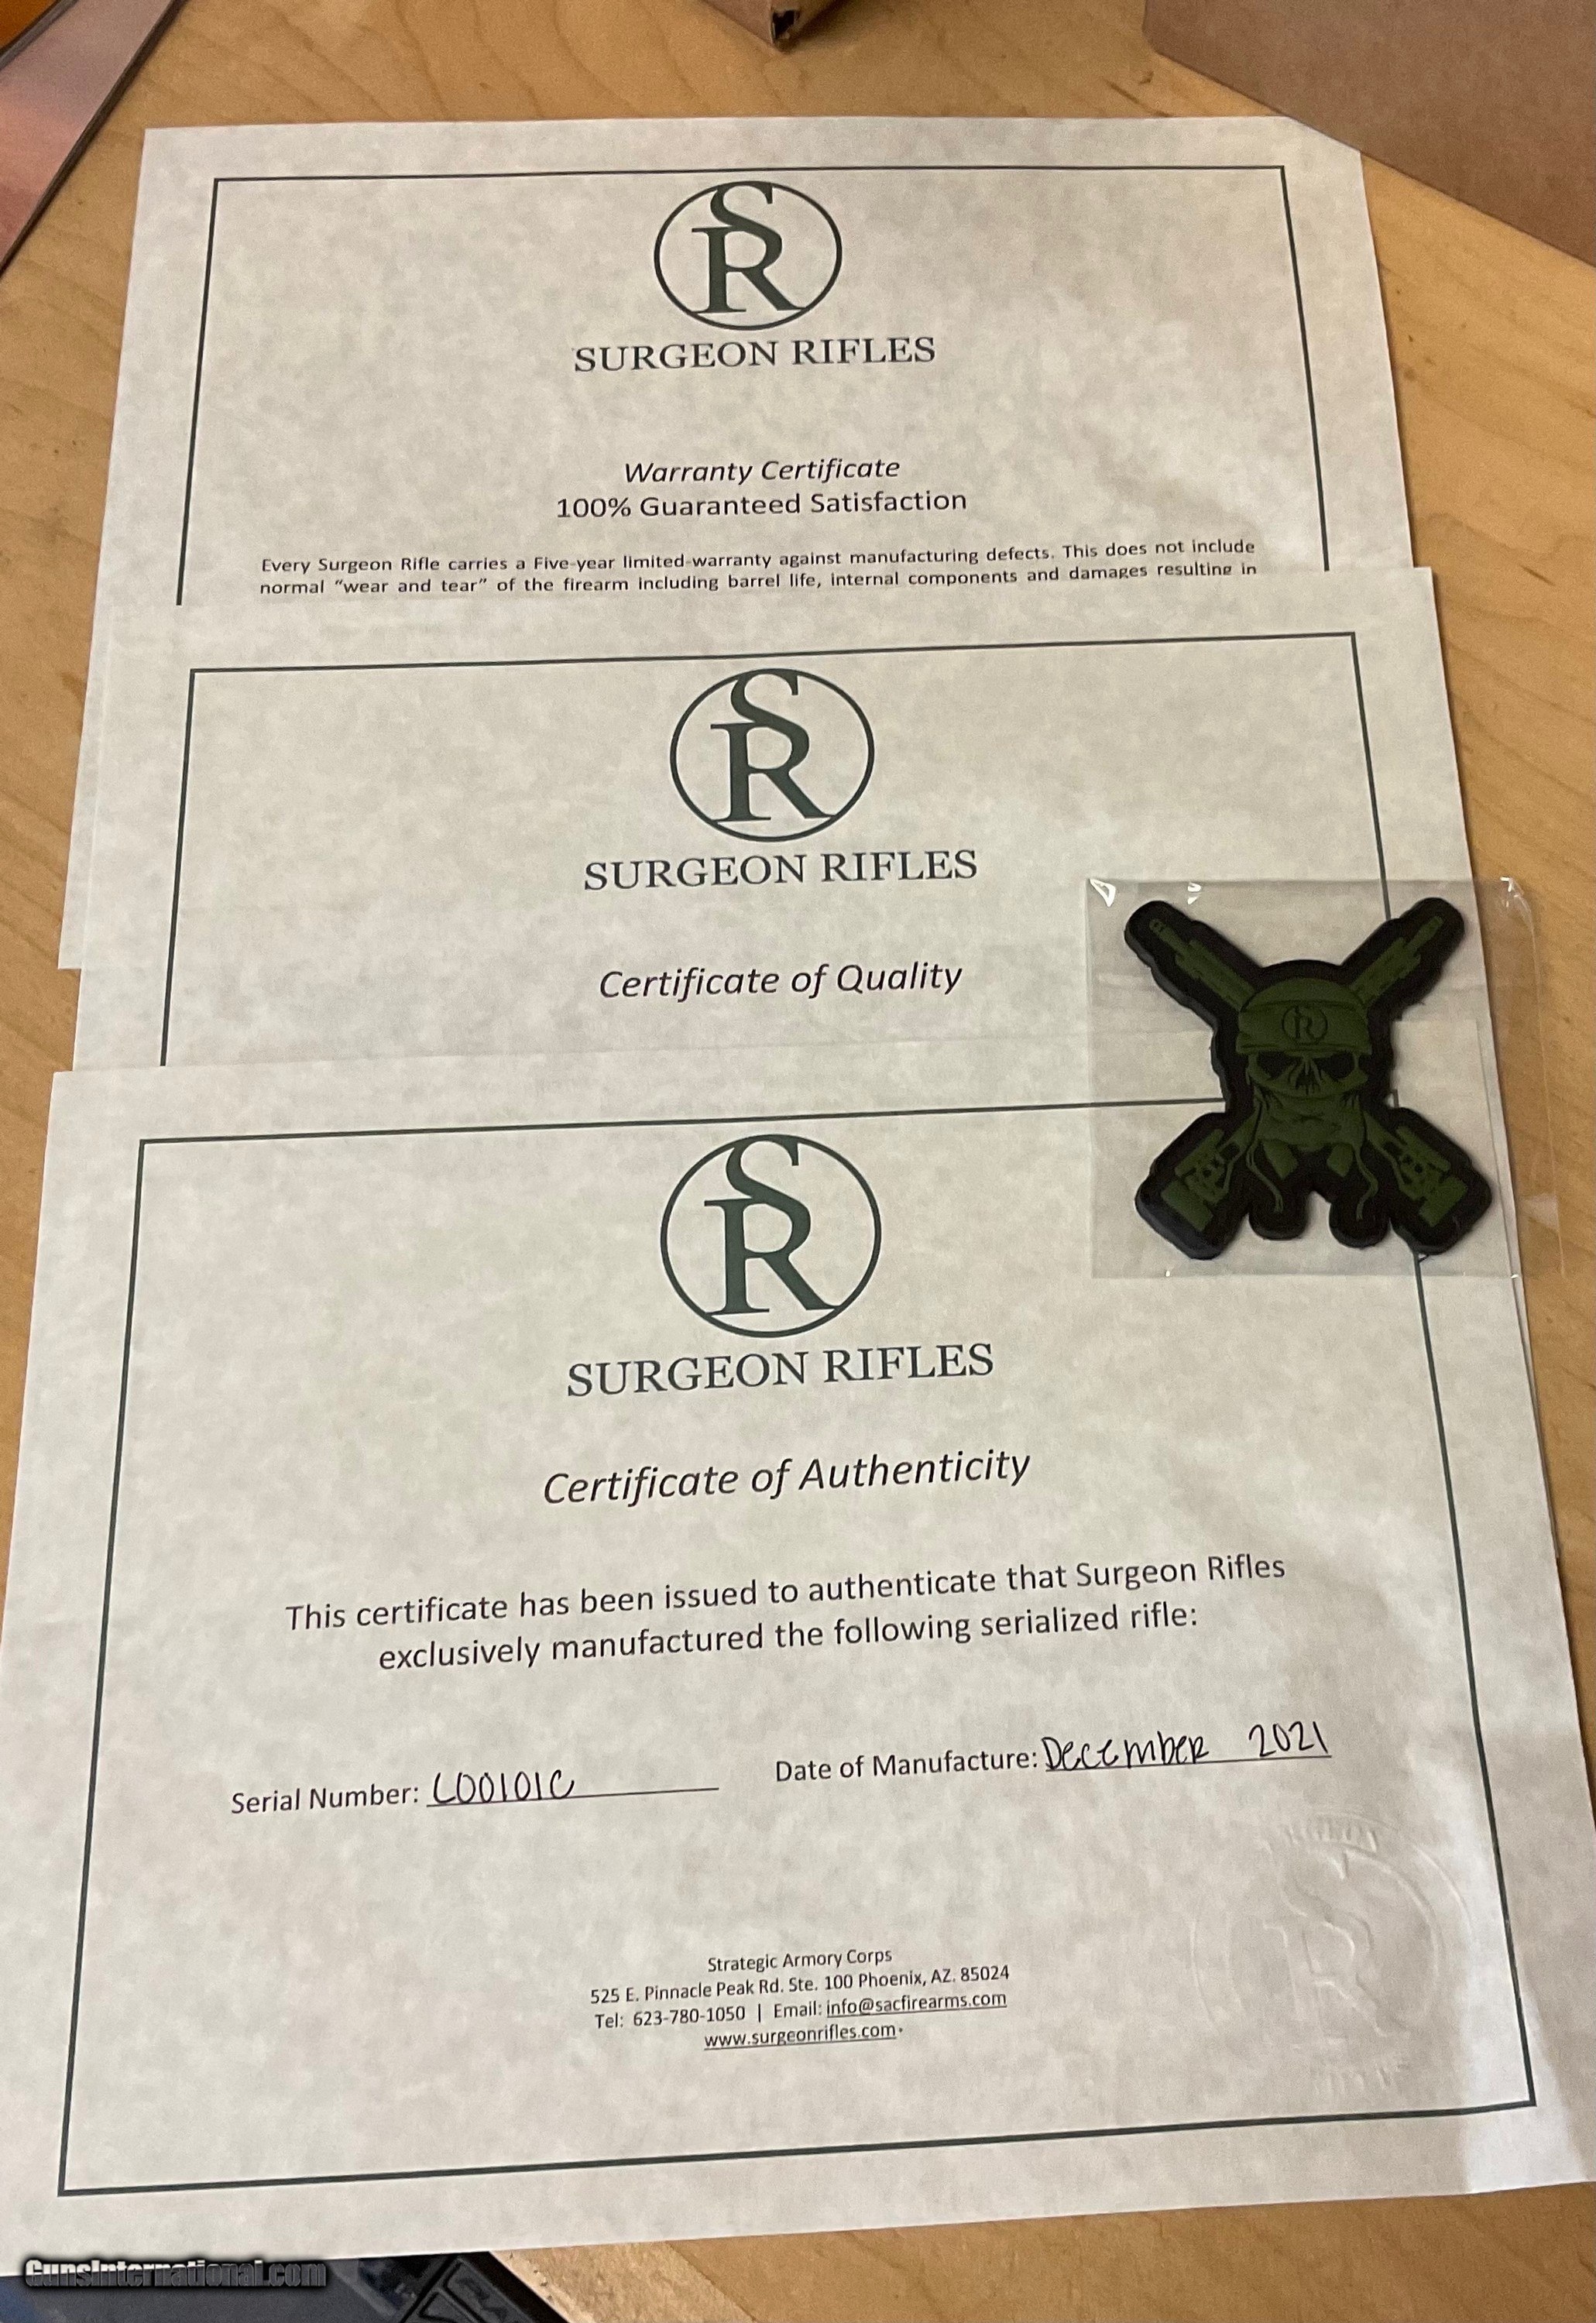 SR
SURGEON RIFLES
Warranty Certificate
100% Guaranteed Satisfaction
Every Surgeon Rifle carries a Five-year limited-warranty against manufacturing defects. This does not include
normal “wear and tear” of the firearm including barrel life, internal components and damages resulting in
SR
SURGEON RIFLES
Certificate of Quality
SR
SR
SURGEON RIFLES
Certificate of Authenticity
This certificate has been issued to authenticate that Surgeon Rifles
exclusively manufactured the following serialized rifle:
Serial Number: L00101C Date of Manufacture: December 2021
Strategic Armory Corps
525 E. Pinnacle Peak Rd. Ste. 100 Phoenix, AZ. 85024
Tel: 623-780-1050 | Email: info@sacfirearms.com
www.surgeonrifles.com
SR
GunsInternational.com